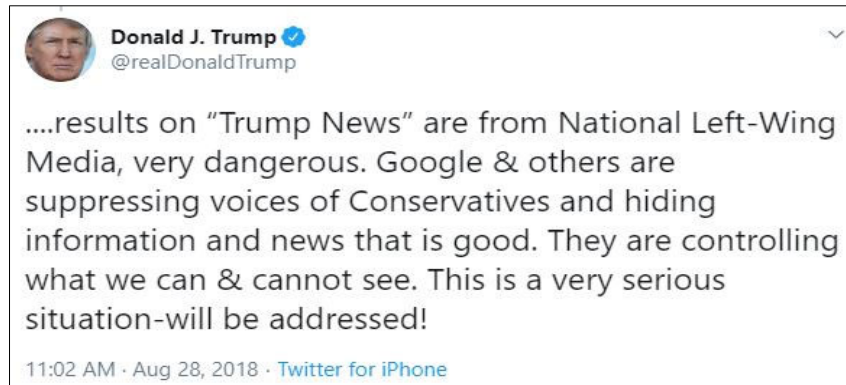 Donald J. Trump
@realDonaldTrump
....results on “Trump News” are from National Left-Wing
Media, very dangerous. Google & others are
suppressing voices of Conservatives and hiding
information and news that is good. They are controlling
what we can & cannot see. This is a very serious
situation-will be addressed!
11:02 AM · Aug 28, 2018 · Twitter for iPhone